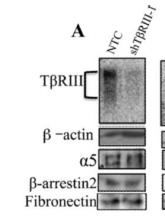 A
NTC
shTβRIII-1
TβRIII
β -actin
α5
β-arrestin2
Fibronectin